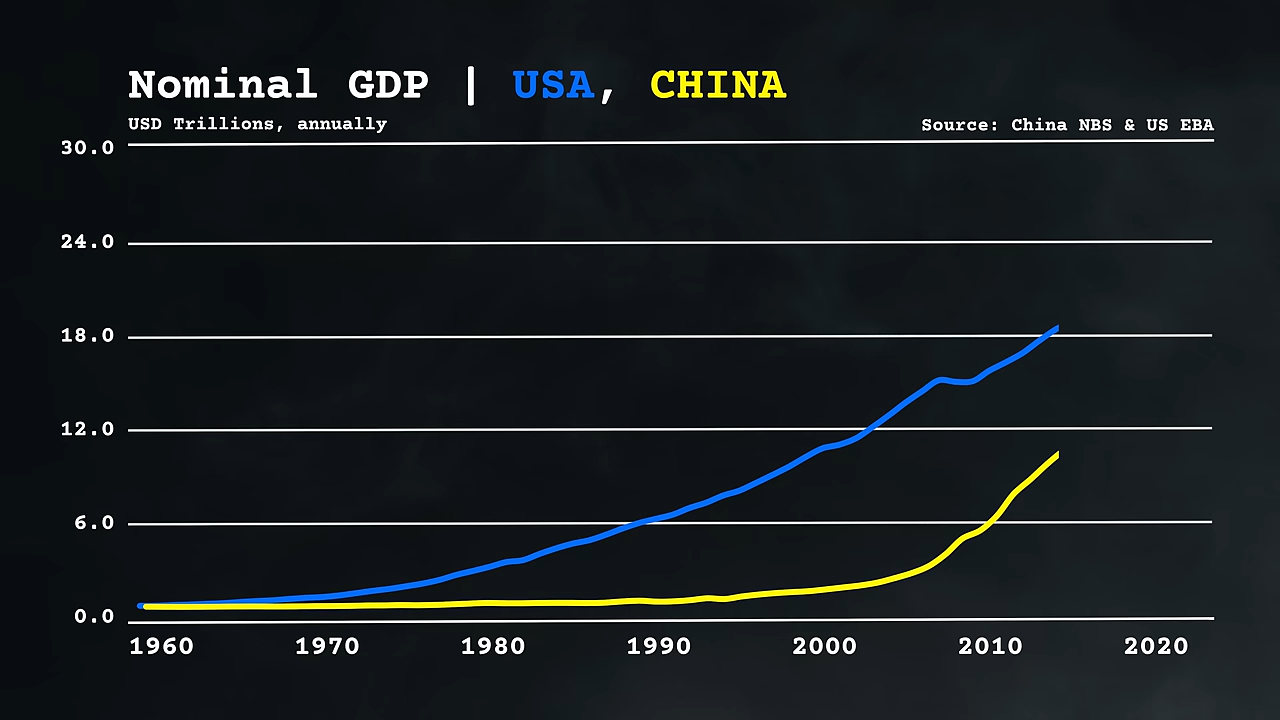 Nominal GDP | USA, CHINA
USD Trillions, annually
Source: China NBS & US EBA
30.0
24.0
18.0
12.0
6.0
0.0
1960 1970 1980 1990 2000 2010 2020